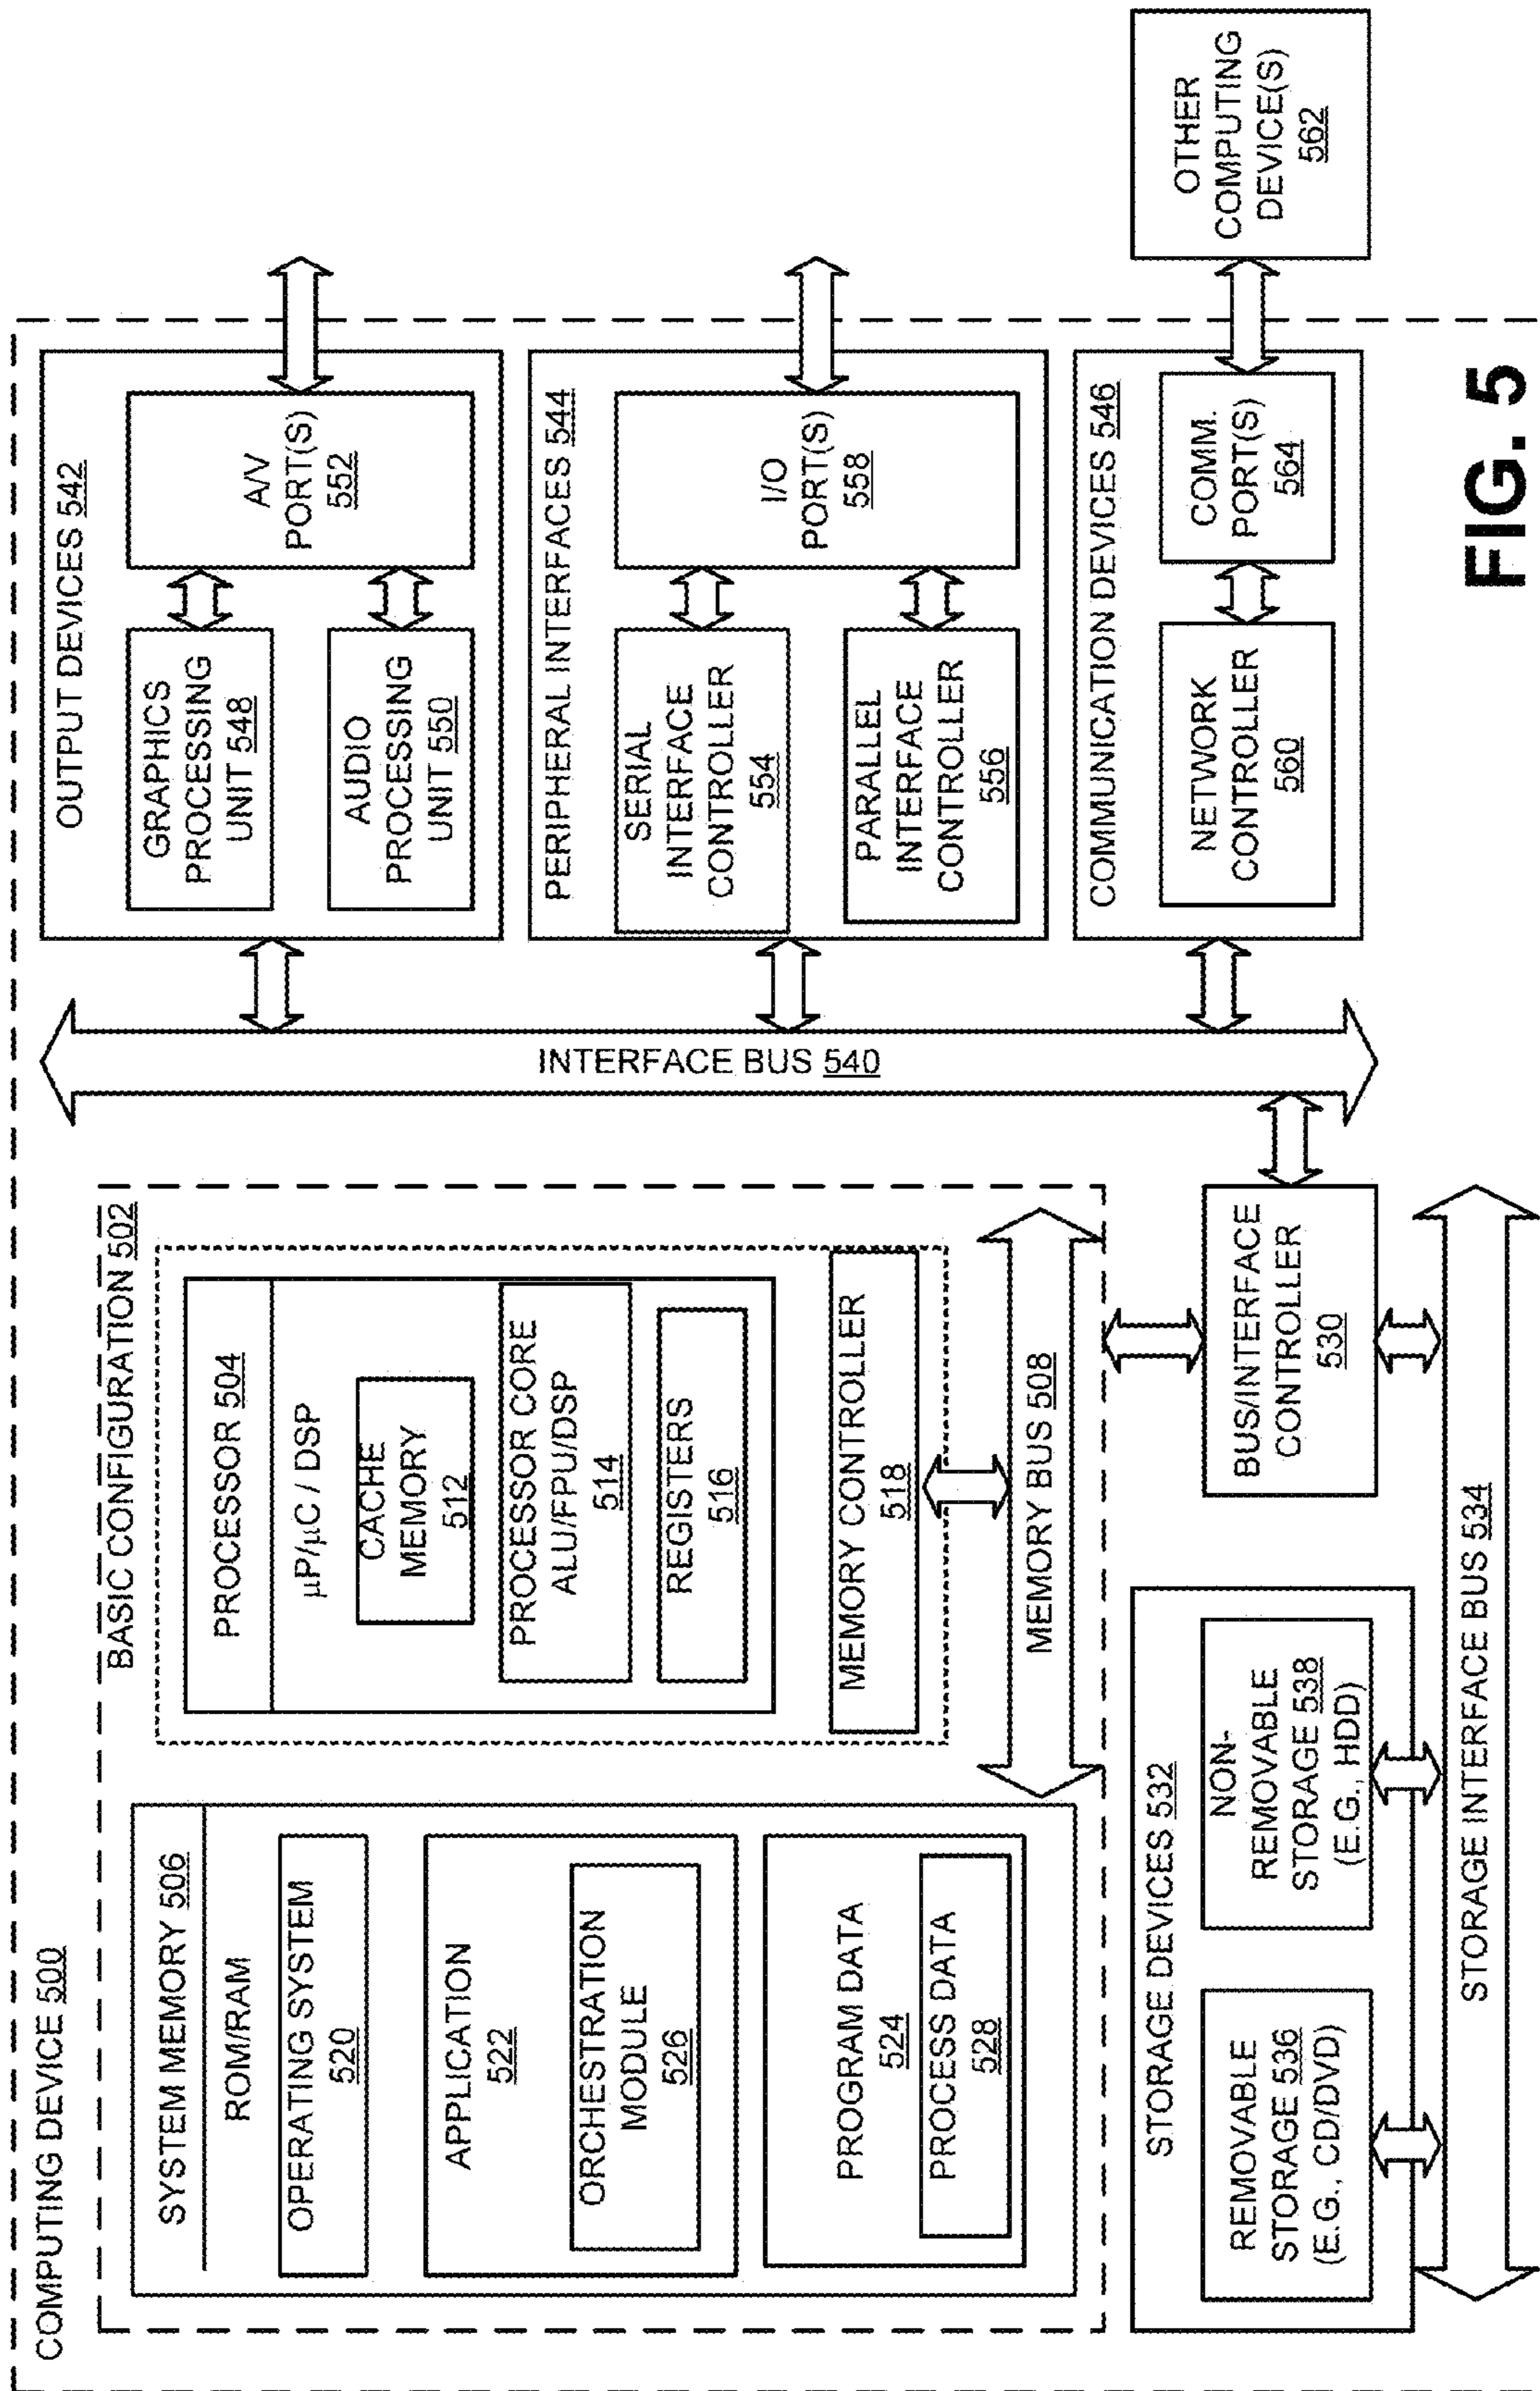 COMPUTING DEVICE 500
BASIC CONFIGURATION 502
SYSTEM MEMORY 506
ROM/RAM
OPERATING SYSTEM
520
APPLICATION
522
ORCHESTRATION
MODULE
526
PROGRAM DATA
524
PROCESS DATA
528
PROCESSOR 504
µP/µC / DSP
CACHE
MEMORY
512
PROCESSOR CORE
ALU/FPU/DSP
514
REGISTERS
516
MEMORY CONTROLLER
518
MEMORY BUS 508
STORAGE DEVICES 532
REMOVABLE
STORAGE 536
(E.G., CD/DVD)
NON-
REMOVABLE
STORAGE 538
(E.G., HDD)
BUS/INTERFACE
CONTROLLER
530
STORAGE INTERFACE BUS 534
INTERFACE BUS 540
OUTPUT DEVICES 542
GRAPHICS
PROCESSING
UNIT 548
AUDIO
PROCESSING
UNIT 550
A/V
PORT(S)
552
PERIPHERAL INTERFACES 544
SERIAL
INTERFACE
CONTROLLER
554
PARALLEL
INTERFACE
CONTROLLER
556
I/O
PORT(S)
558
COMMUNICATION DEVICES 546
NETWORK
CONTROLLER
560
COMM.
PORT(S)
564
OTHER
COMPUTING
DEVICE(S)
562
FIG. 5